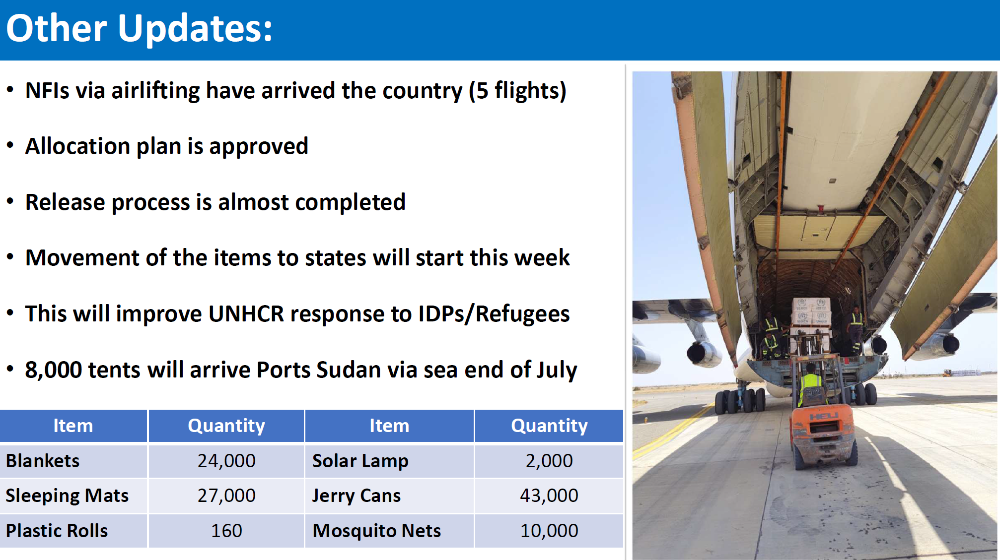 Other Updates:
• NFIs via airlifting have arrived the country (5 flights)
• Allocation plan is approved
• Release process is almost completed
• Movement of the items to states will start this week
• This will improve UNHCR response to IDPs/Refugees
• 8,000 tents will arrive Ports Sudan via sea end of July
Item Quantity Item Quantity
Blankets 24,000 Solar Lamp 2,000
Sleeping Mats 27,000 Jerry Cans 43,000
Plastic Rolls 160 Mosquito Nets 10,000
UNHCR UNHCR
UNHCR UNHCR
HELI